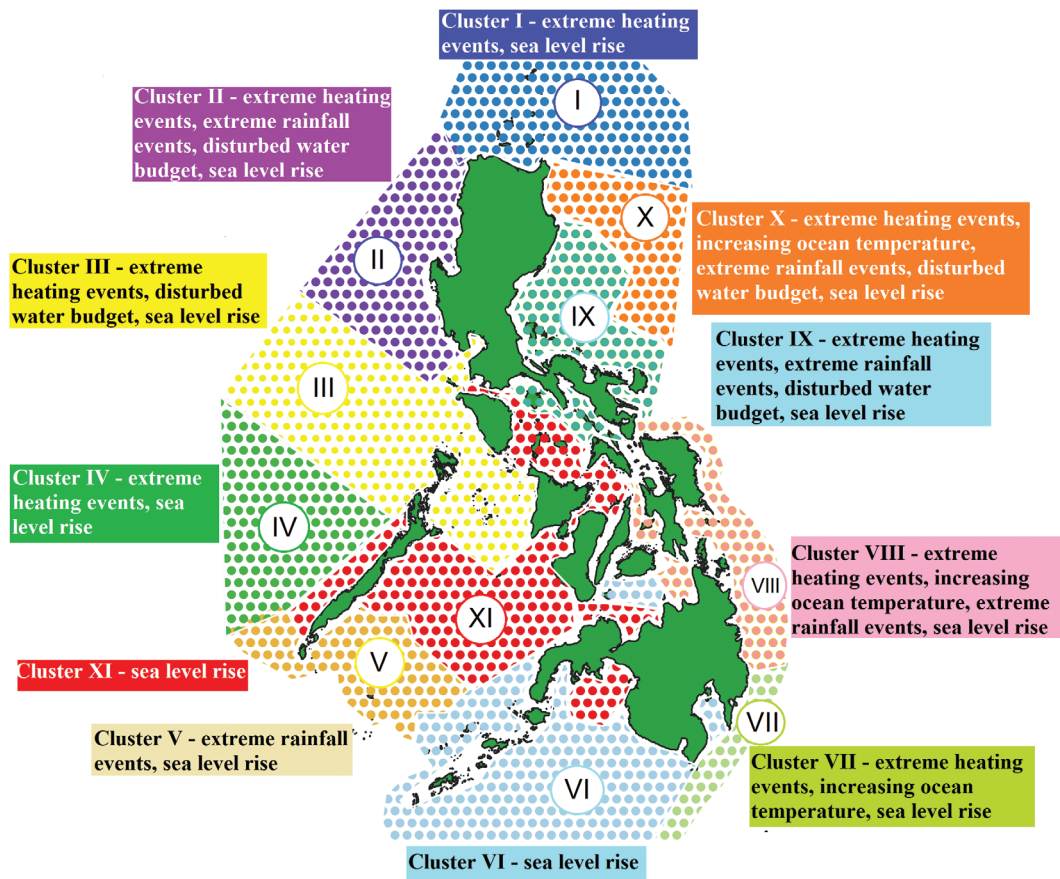 Cluster I - extreme heating
events, sea level rise
I
Cluster II - extreme heating
events, extreme rainfall
events, disturbed water
budget, sea level rise
X
Cluster X - extreme heating events,
increasing ocean temperature,
extreme rainfall events, disturbed
water budget, sea level rise
II
Cluster III - extreme
heating events, disturbed
water budget, sea level rise
IX
Cluster IX - extreme heating
events, extreme rainfall
events, disturbed water
budget, sea level rise
III
Cluster IV - extreme
heating events, sea
level rise
IV
Cluster VIII - extreme
heating events, increasing
ocean temperature, extreme
rainfall events, sea level rise
VIII
XI
Cluster XI - sea level rise
V
Cluster V - extreme rainfall
events, sea level rise
VII
Cluster VII - extreme heating
events, increasing ocean
temperature, sea level rise
VI
Cluster VI - sea level rise